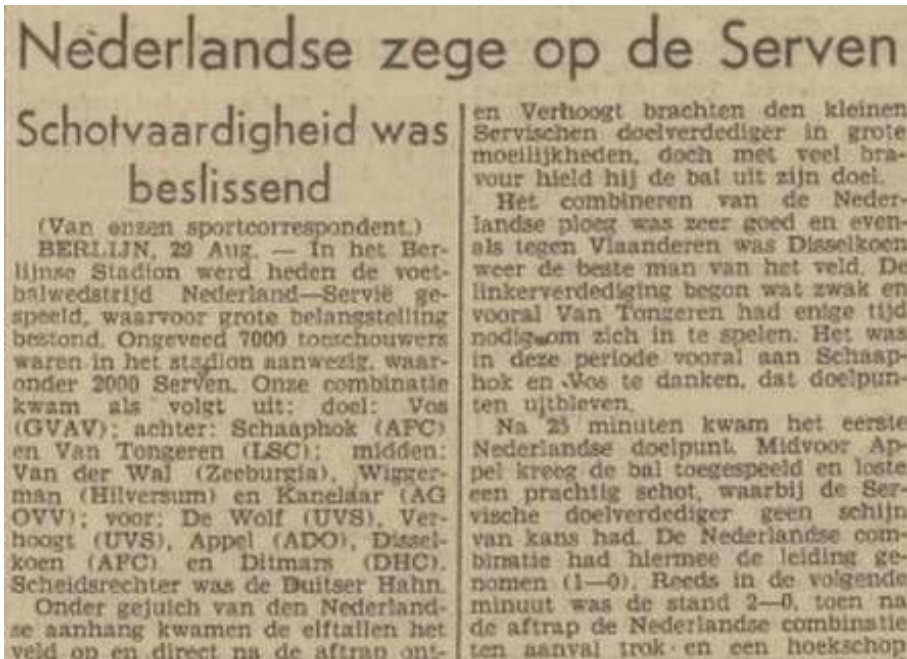 Nederlandse zege op de Serven
Schotvaardigheid was
beslissend
(Van onzen sportcorrespondent.)
BERLIJN, 29 Aug. — In het Ber-
lijnse Stadion werd heden de voet-
balwedstrijd Nederland—Servië ge-
speeld, waarvoor grote belangstelling
bestond. Ongeveed 7000 toeschouwers
waren in het stadion aanwezig, waar-
onder 2000 Serven. Onze combinatie
kwam als volgt uit: doel: Vos
(GVAV); achter: Schaaphok (AFC)
en Van Tongeren (LSC); midden:
Van der Wal (Zeeburgia), Wigger-
man (Hilversum) en Kanelaar (AG
OVV); voor: De Wolf (UVS), Ver-
hoogt (UVS), Appel (ADO), Dissel-
koen (AFC) en Ditmars (DHC).
Scheidsrechter was de Duitser Hahn.
Onder gejuich van den Nederland-
se aanhang kwamen de elftallen het
veld op en direct na de aftrap ont-
en Verhoogt brachten den kleinen
Servischen doelverdediger in grote
moeilijkheden, doch met veel bra-
vour hield hij de bal uit zijn doel.
Het combineren van de Neder-
landse ploeg was zeer goed en even-
als tegen Vlaanderen was Disselkoen
weer de beste man van het veld. De
linkerverdediging begon wat zwak en
vooral Van Tongeren had enige tijd
nodig om zich in te spelen. Het was
in deze periode vooral aan Schaap-
hok en Vos te danken, dat doelpun-
ten uitbleven.
Na 25 minuten kwam het eerste
Nederlandse doelpunt. Midvoor Ap-
pel kreeg de bal toegespeeld en loste
een prachtig schot, waarbij de Ser-
vische doelverdediger geen schijn
van kans had. De Nederlandse com-
binatie had hiermee de leiding ge-
nomen (1—0). Reeds in de volgende
minuut was de stand 2—0, toen na
de aftrap de Nederlandse combinatie
ten aanval trok en een hoekschop